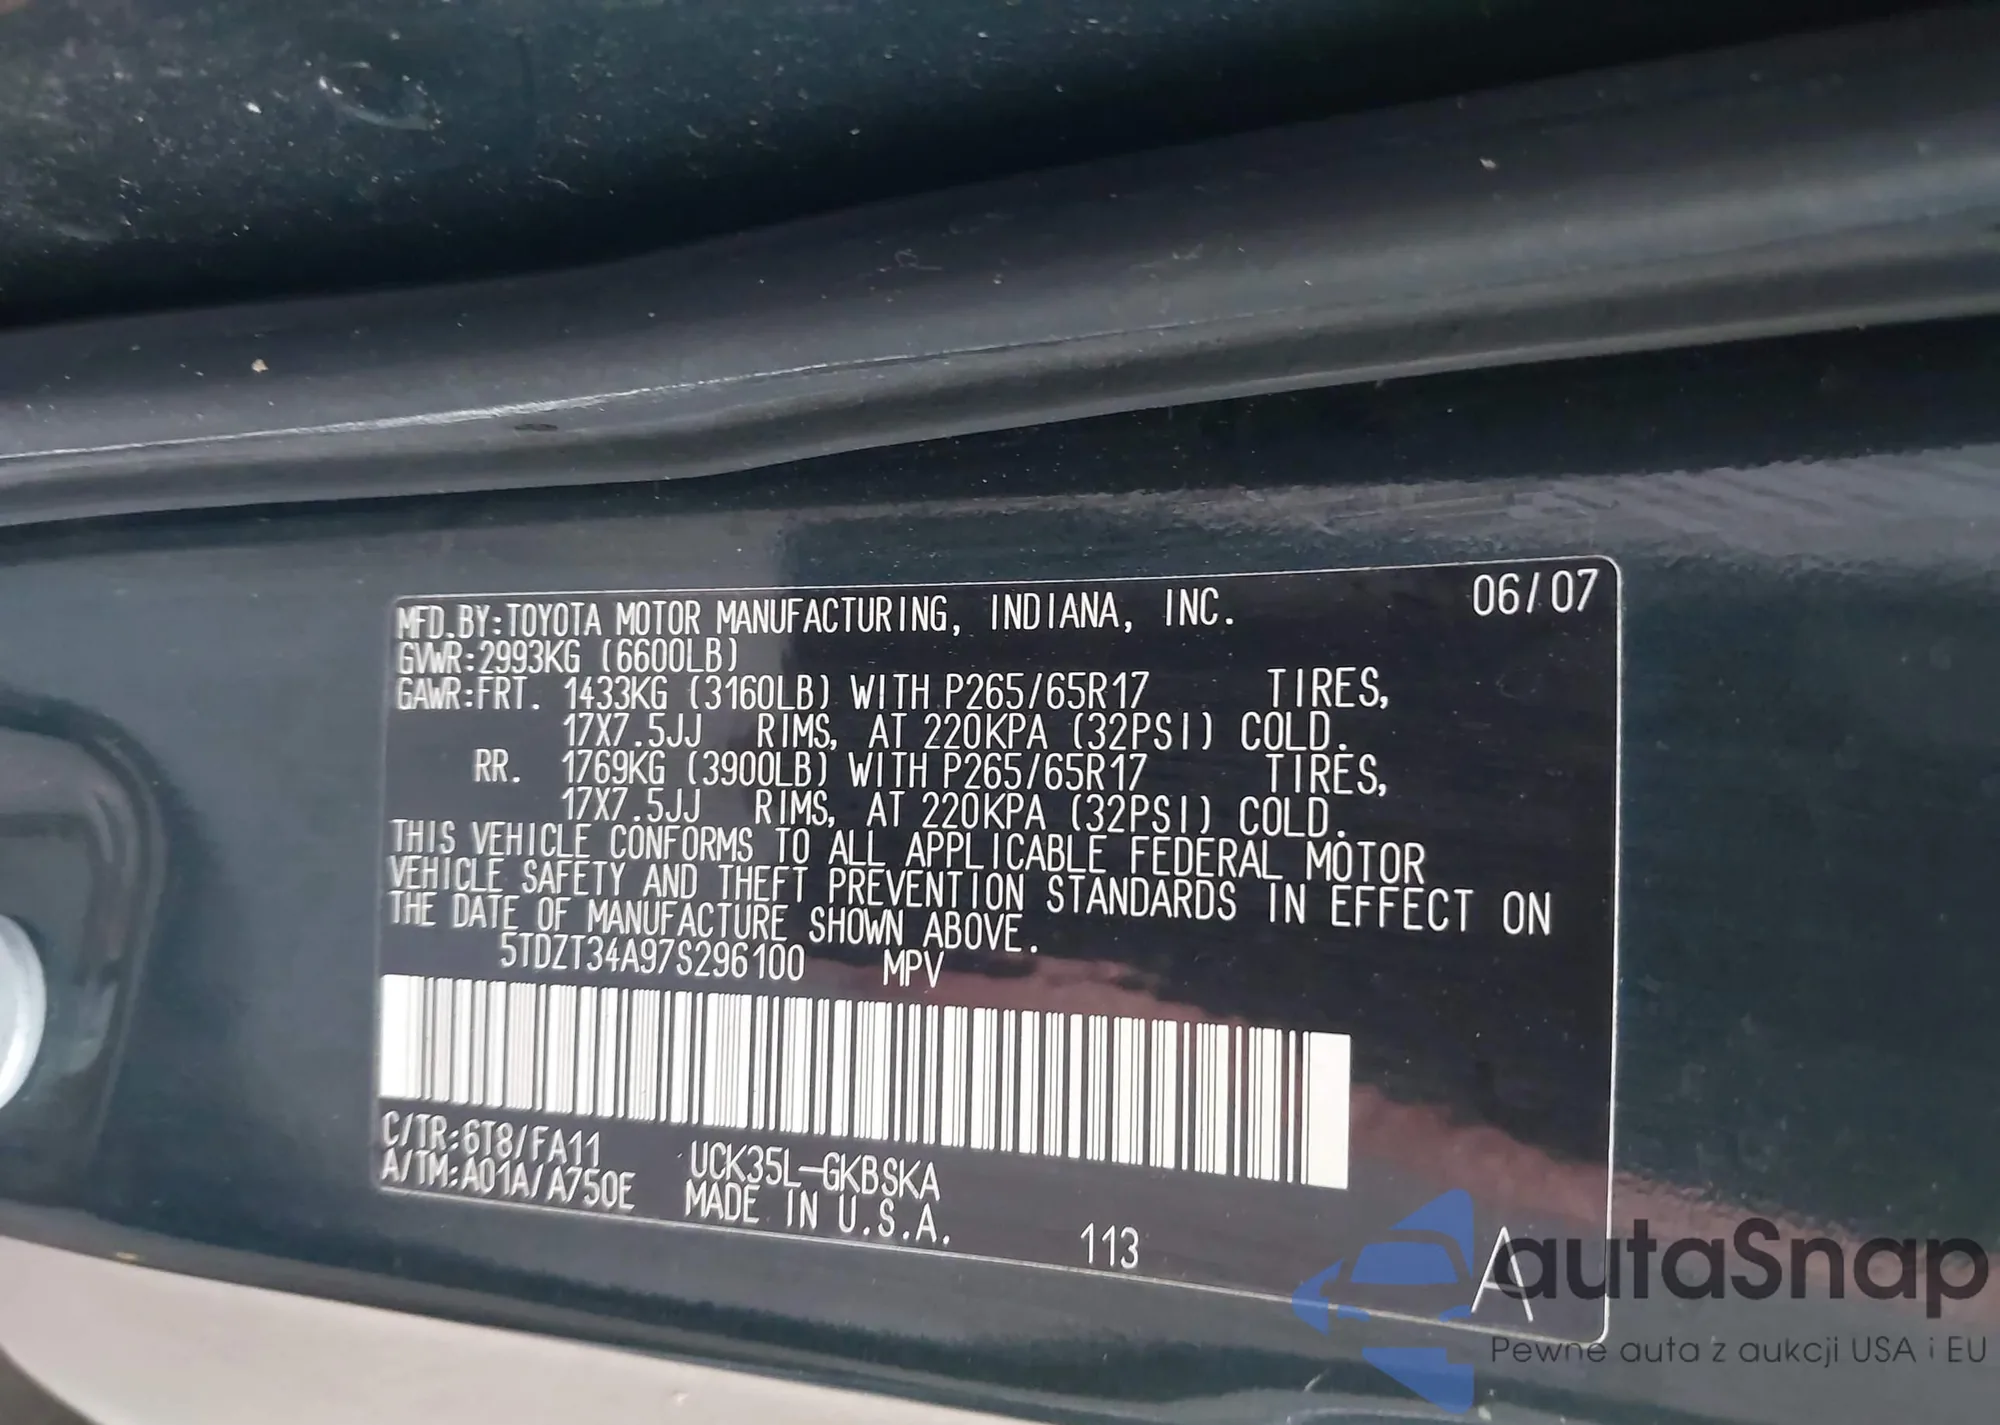 MFD.BY:TOYOTA MOTOR MANUFACTURING, INDIANA, INC. 06/07
GVWR:2993KG (6600LB)
GAWR:FRT. 1433KG (3160LB) WITH P265/65R17 TIRES,
17X7.5JJ RIMS, AT 220KPA (32PSI) COLD.
RR. 1769KG (3900LB) WITH P265/65R17 TIRES,
17X7.5JJ RIMS, AT 220KPA (32PSI) COLD.
THIS VEHICLE CONFORMS TO ALL APPLICABLE FEDERAL MOTOR
VEHICLE SAFETY AND THEFT PREVENTION STANDARDS IN EFFECT ON
THE DATE OF MANUFACTURE SHOWN ABOVE.
5TDZT34A97S296100 MPV
C/TR:6T8/FA11 UCK35L-GKBSKA
A/TM:A01A/A750E MADE IN U.S.A.
113 A
autaSnap
Pewne auta z aukcji USA i EU